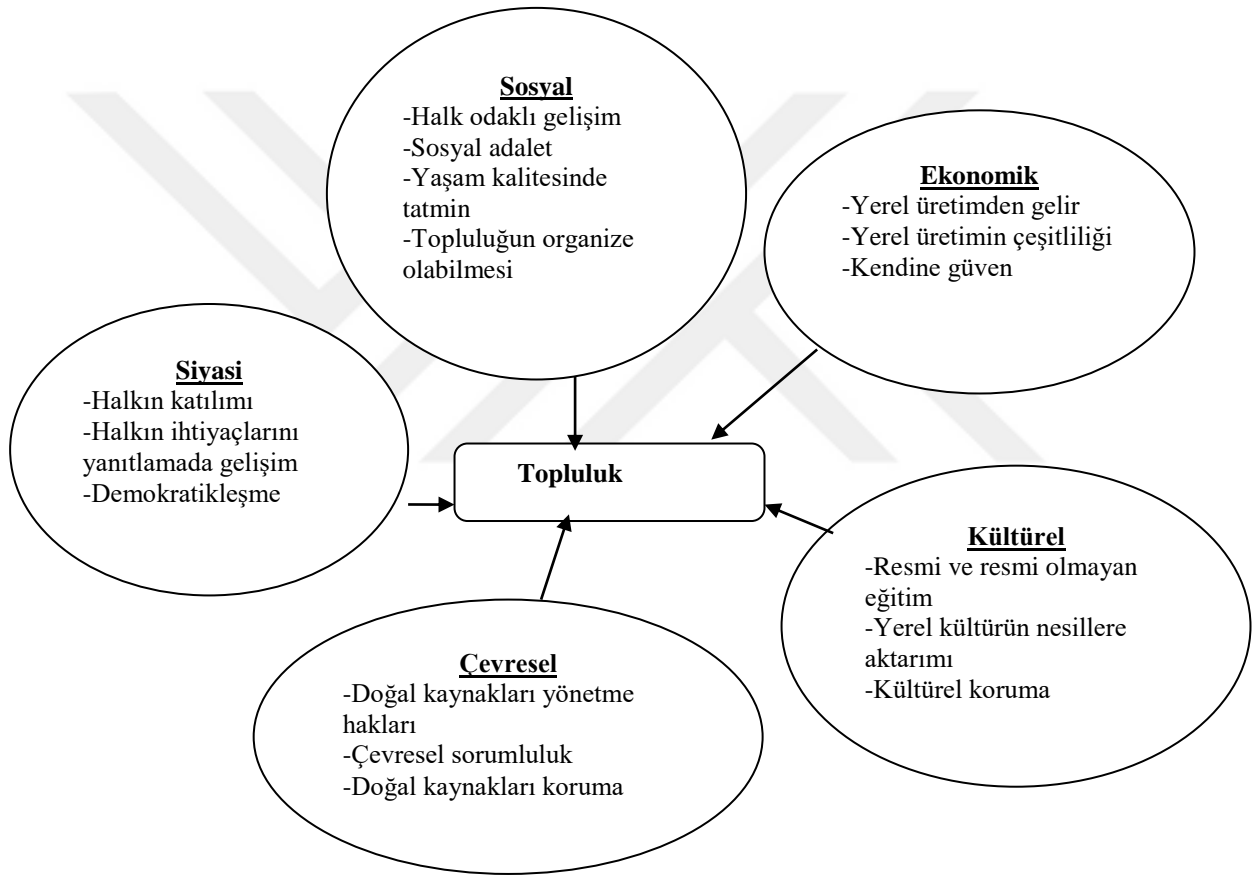 Sosyal
-Halk odaklı gelişim
-Sosyal adalet
-Yaşam kalitesinde
tatmin
-Topluluğun organize
olabilmesi
Ekonomik
-Yerel üretimden gelir
-Yerel üretimin çeşitliliği
-Kendine güven
Siyasi
-Halkın katılımı
-Halkın ihtiyaçlarını
yanıtlamada gelişim
-Demokratikleşme
Topluluk
Kültürel
-Resmi ve resmi olmayan
eğitim
-Yerel kültürün nesillere
aktarımı
-Kültürel koruma
Çevresel
-Doğal kaynakları yönetme
hakları
-Çevresel sorumluluk
-Doğal kaynakları koruma